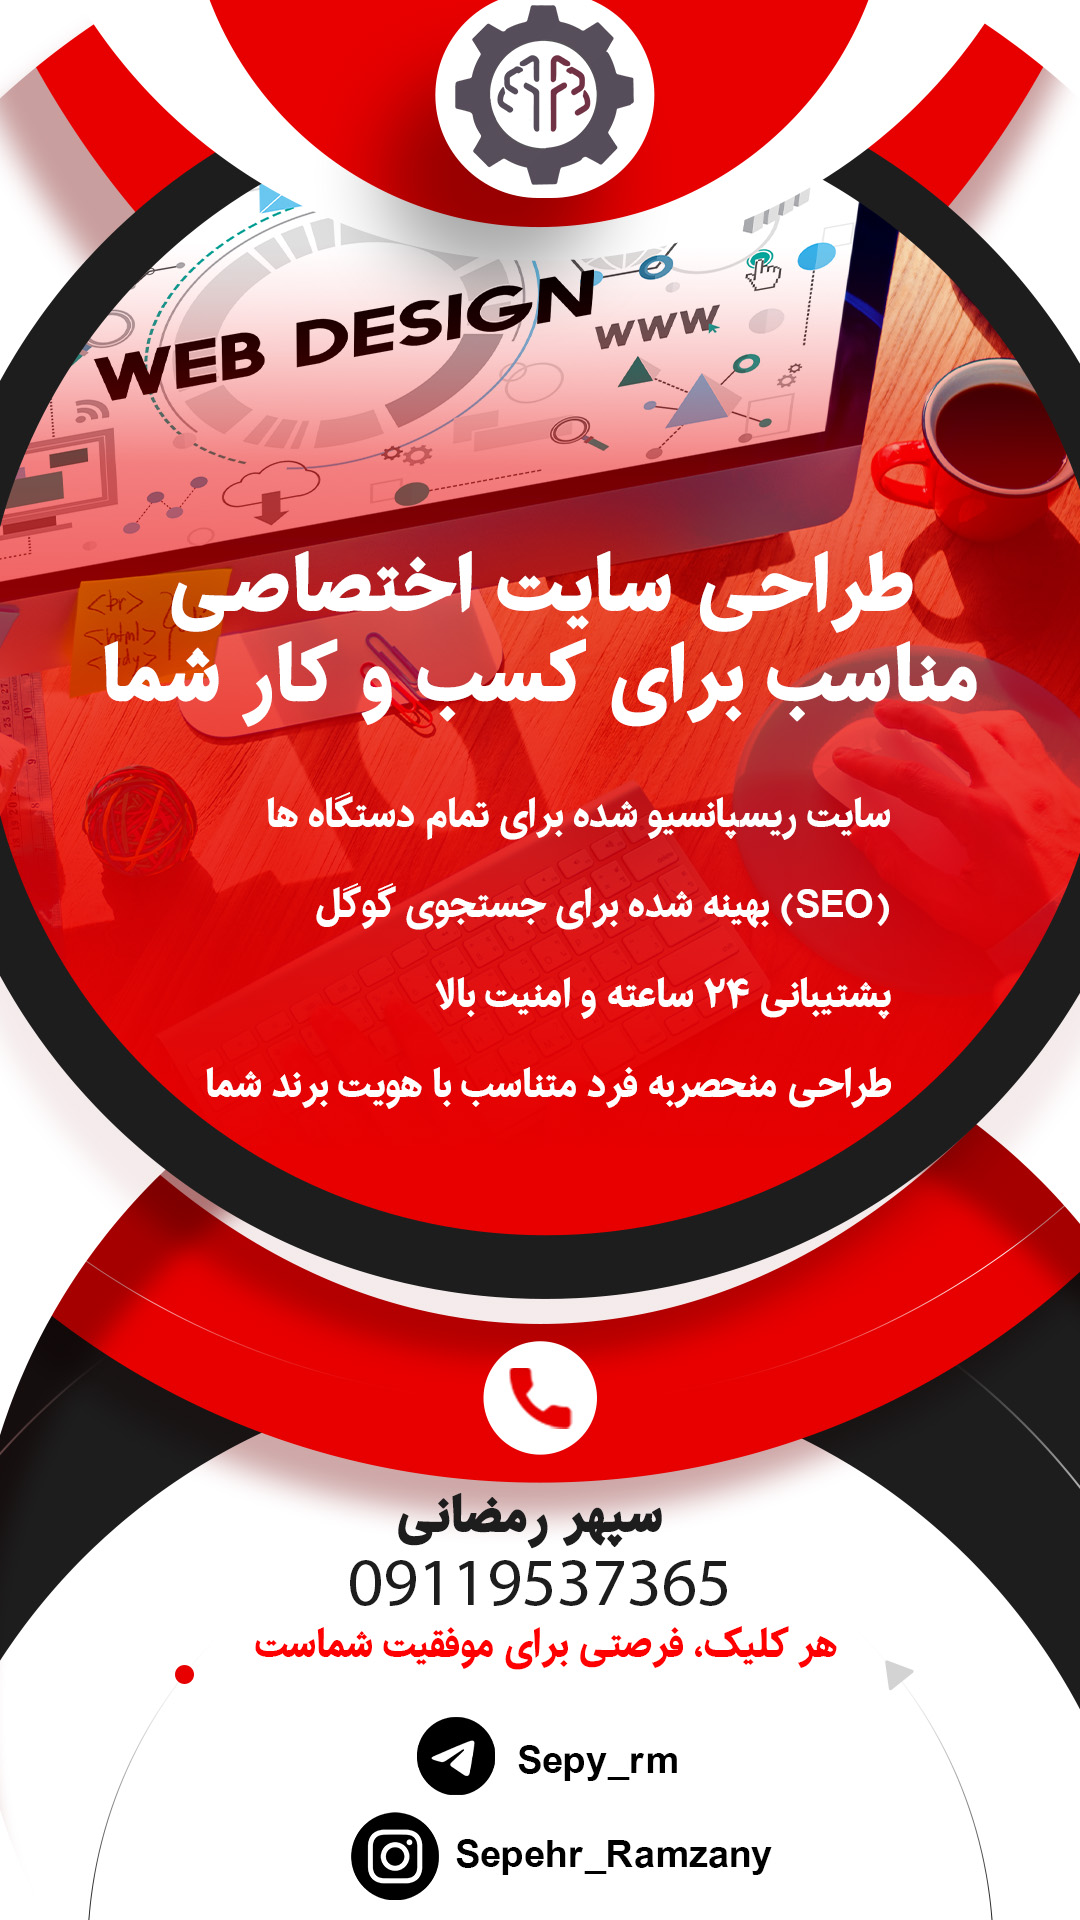 WEB DESIGN
WWW
<br>
<html>
طراحی سایت اختصاصی
مناسب برای کسب و کار شما
سایت ریسپانسیو شده برای تمام دستگاه ها
(SEO) بهینه شده برای جستجوی گوگل
پشتیبانی ۲۴ ساعته و امنیت بالا
طراحی منحصربه فرد متناسب با هویت برند شما
سپهر رمضانی
09119537365
هر کلیک، فرصتی برای موفقیت شماست
Sepy_rm
Sepehr_Ramzany